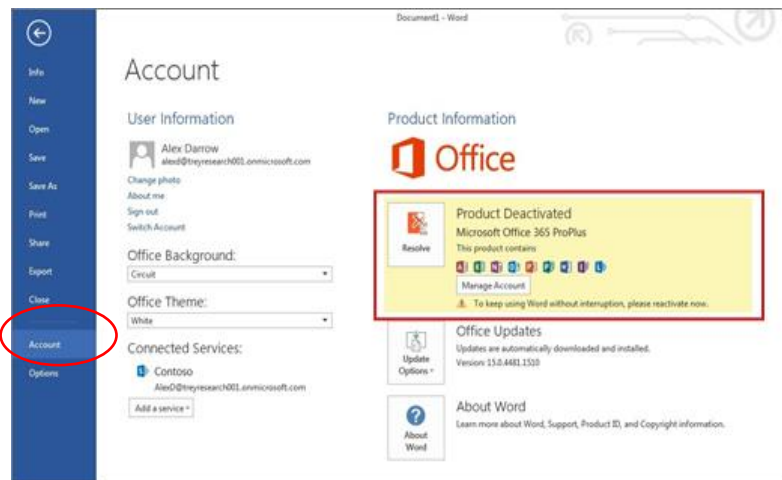 Document1 - Word
Info
New
Open
Save
Save As
Print
Share
Export
Close
Account
Options
Account
User Information
Alex Darrow
alexd@treyresearch001.onmicrosoft.com
Change photo
About me
Sign out
Switch Account
Office Background:
Circuit
Office Theme:
White
Connected Services:
Contoso
AlexD@treyresearch001.onmicrosoft.com
Add a service
Product Information
Office
Resolve
Product Deactivated
Microsoft Office 365 ProPlus
This product contains
Manage Account
To keep using Word without interruption, please reactivate now.
Update
Options
Office Updates
Updates are automatically downloaded and installed.
Version: 15.0.4481.1510
About
Word
About Word
Learn more about Word, Support, Product ID, and Copyright information.